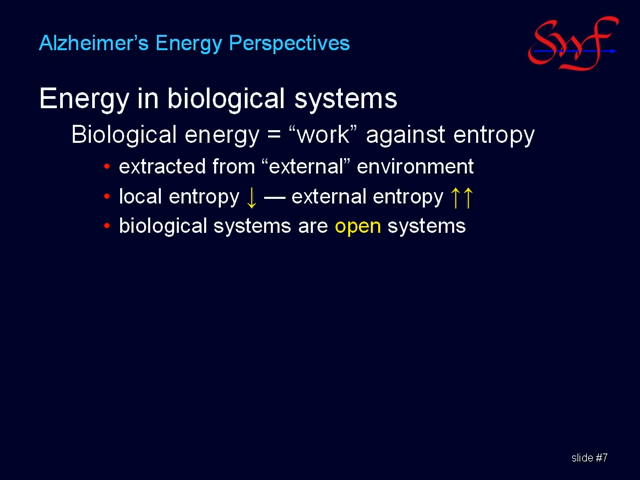 Alzheimer's Energy Perspectives
Swf
Energy in biological systems
Biological energy = “work” against entropy
• extracted from “external” environment
• local entropy ↓ — external entropy ↑↑
• biological systems are open systems
slide #7